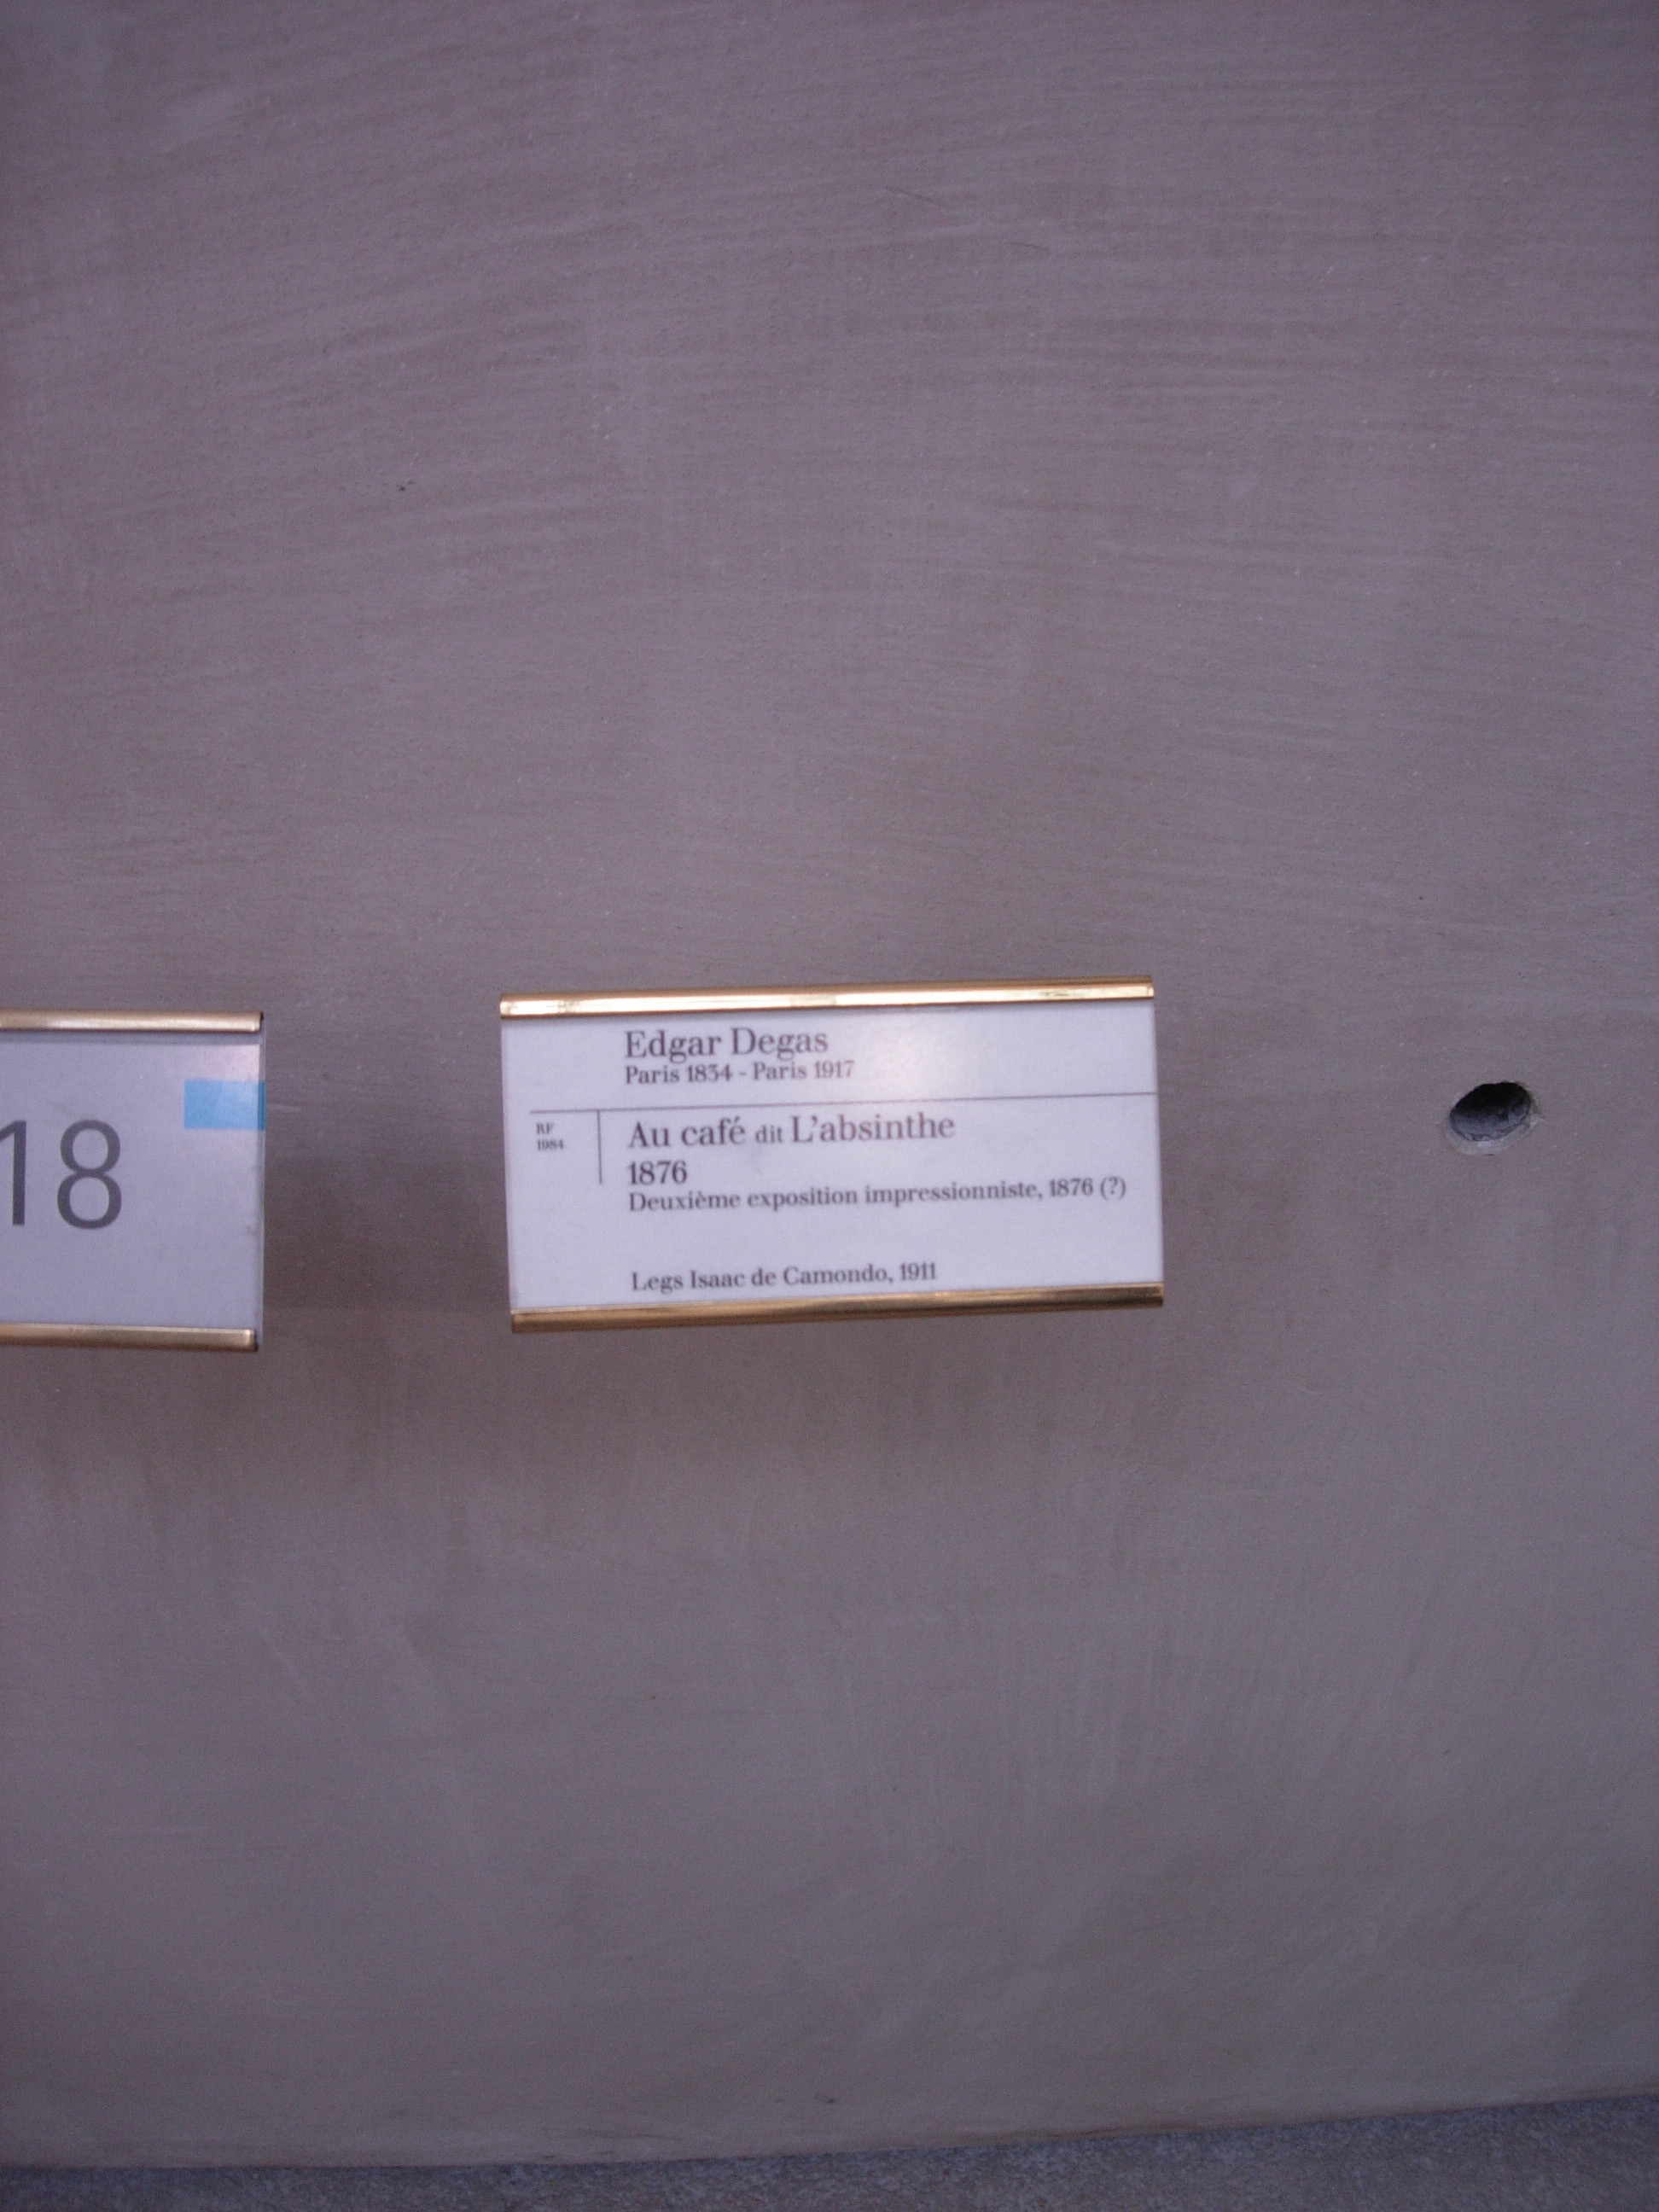 18
Edgar Degas
Paris 1834 - Paris 1917
RF
1984
Au café dit L'absinthe
1876
Deuxième exposition impressionniste, 1876 (?)
Legs Isaac de Camondo, 1911